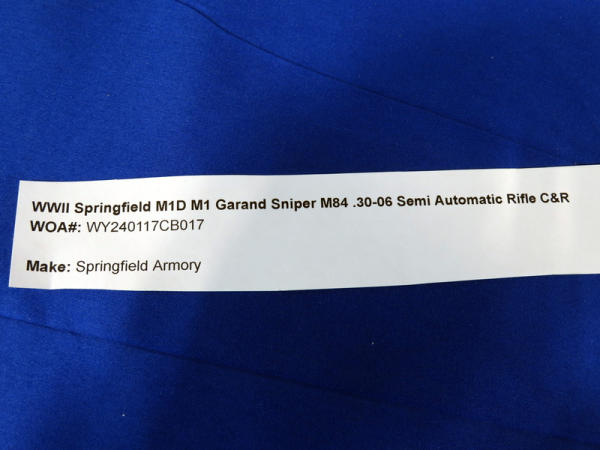 WWII Springfield M1D M1 Garand Sniper M84 .30-06 Semi Automatic Rifle C&R
WOA#: WY240117CB017
Make: Springfield Armory